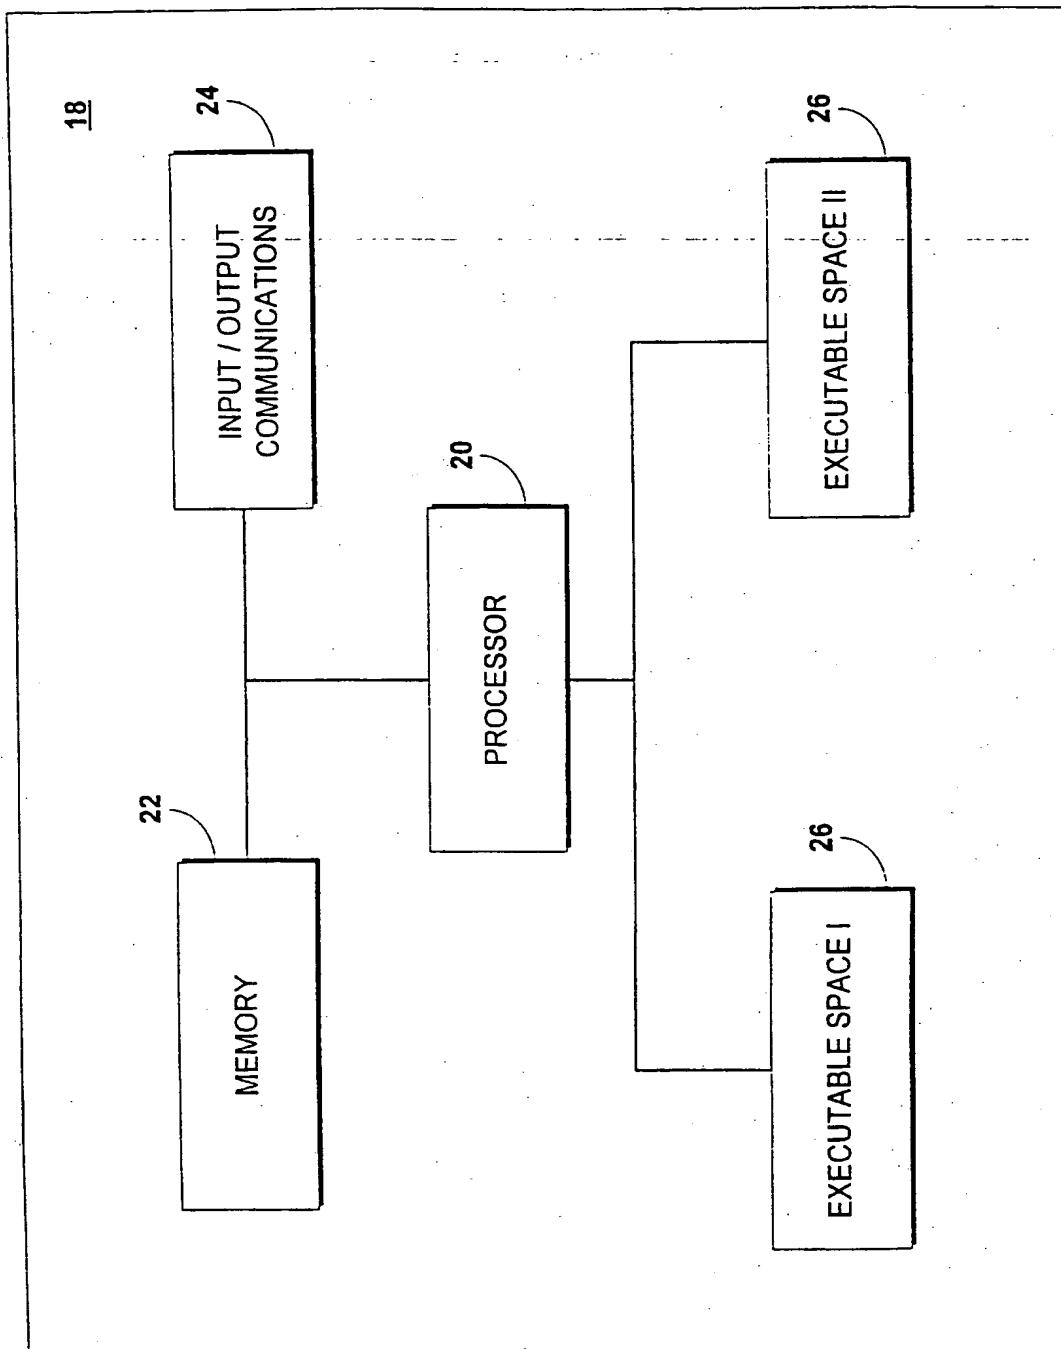 18
24
INPUT / OUTPUT
COMMUNICATIONS
22
MEMORY
20
PROCESSOR
26
EXECUTABLE SPACE II
26
EXECUTABLE SPACE I